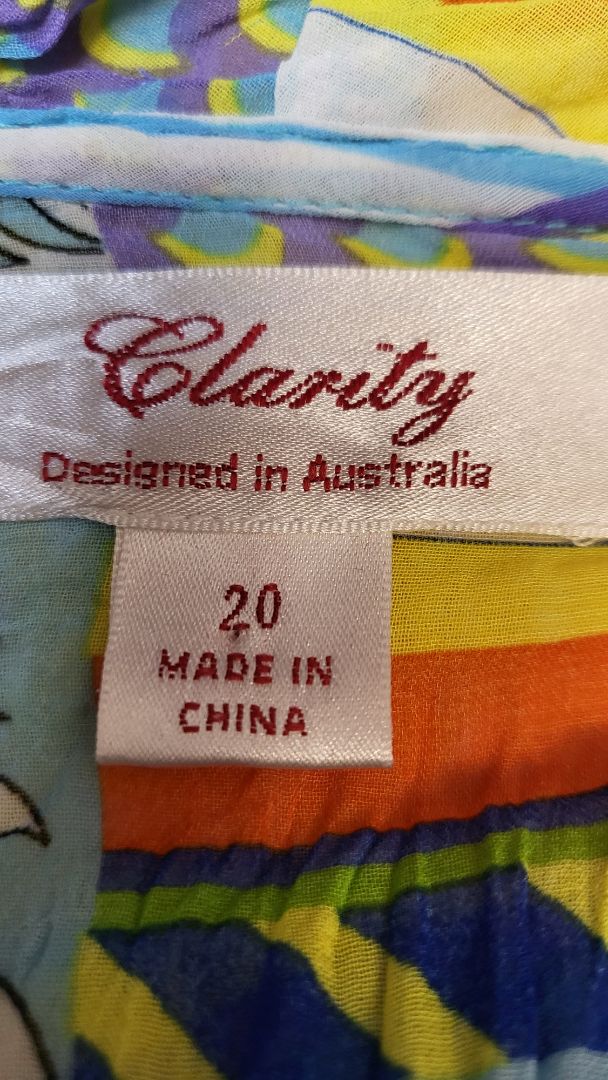 Clarity
Designed in Australia
20
MADE IN
CHINA